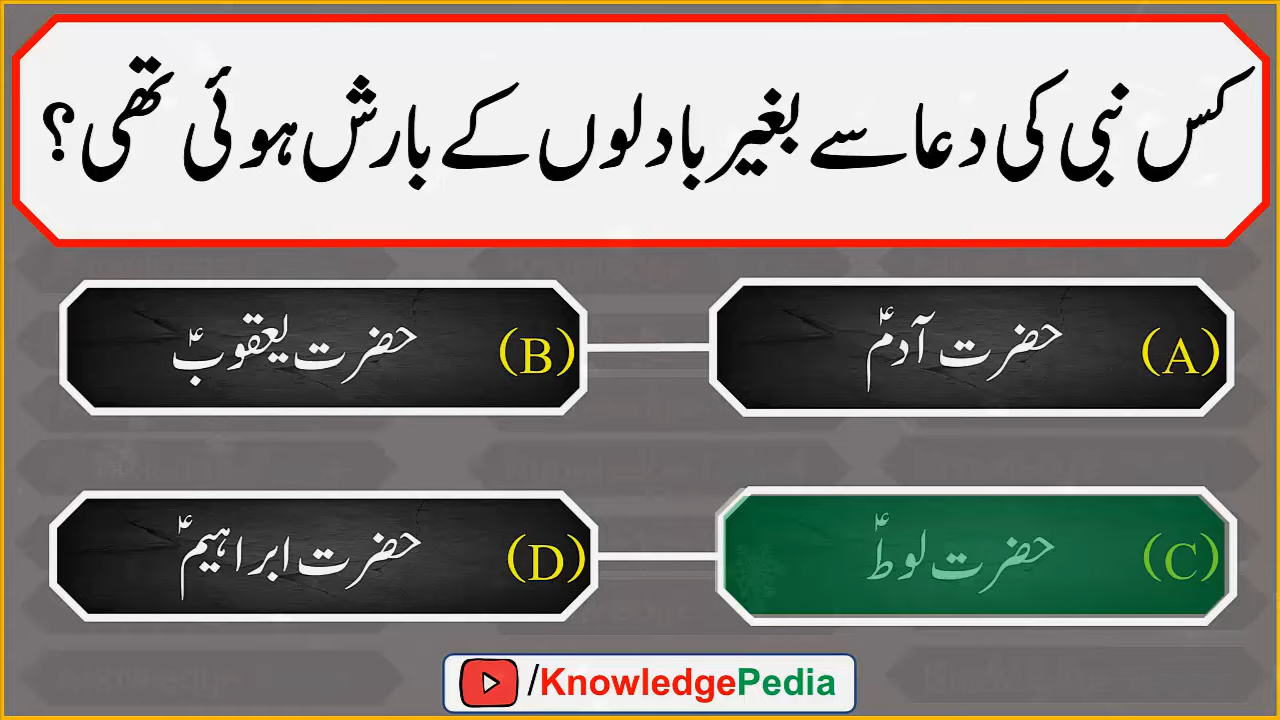 کس نبی کی دعا سے بغیر بادلوں کے بارش ہوئی تھی؟
(A) حضرت آدمؑ
(B) حضرت یعقوبؑ
(C) حضرت لوطؑ
(D) حضرت ابراہیمؑ
/KnowledgePedia